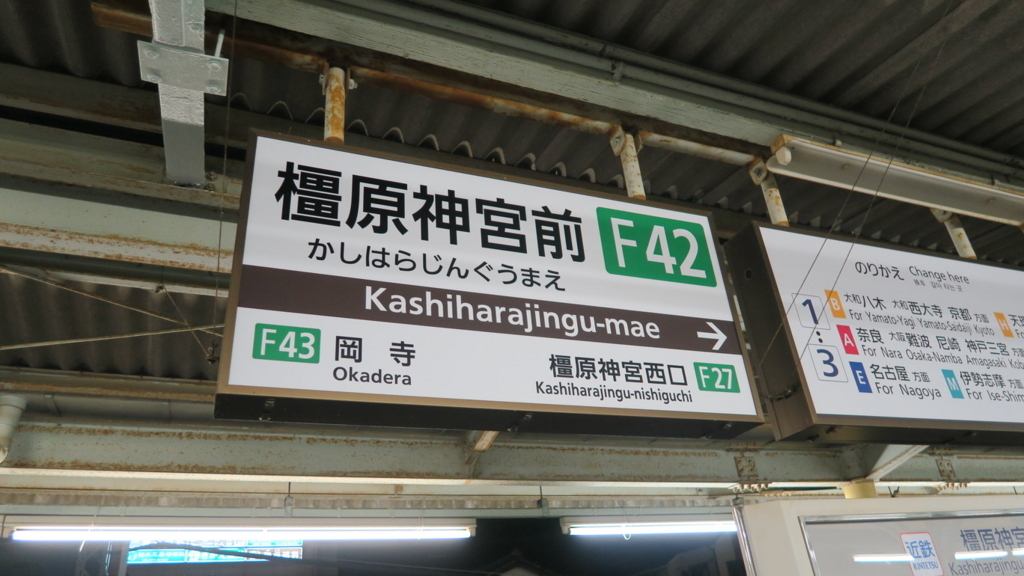 橿原神宮前 F42
かしはらじんぐうまえ
Kashiharajingu-mae →
F43 岡寺
Okadera
橿原神宮西口 F27
Kashiharajingu-nishiguchi
のりかえ Change here
1
:
3
B 大和八木 大和西大寺 京都 方面
For Yamato-Yagi Yamato-Saidaiji Kyoto
H
A 奈良 大阪難波 尼崎 神戸三宮 方面
For Nara Osaka-Namba Amagasaki
E 名古屋 方面
For Nagoya
M 伊勢志摩 方面
For Ise-Shim
近鉄
KINTETSU
橿原神宮
Kashiharajingu